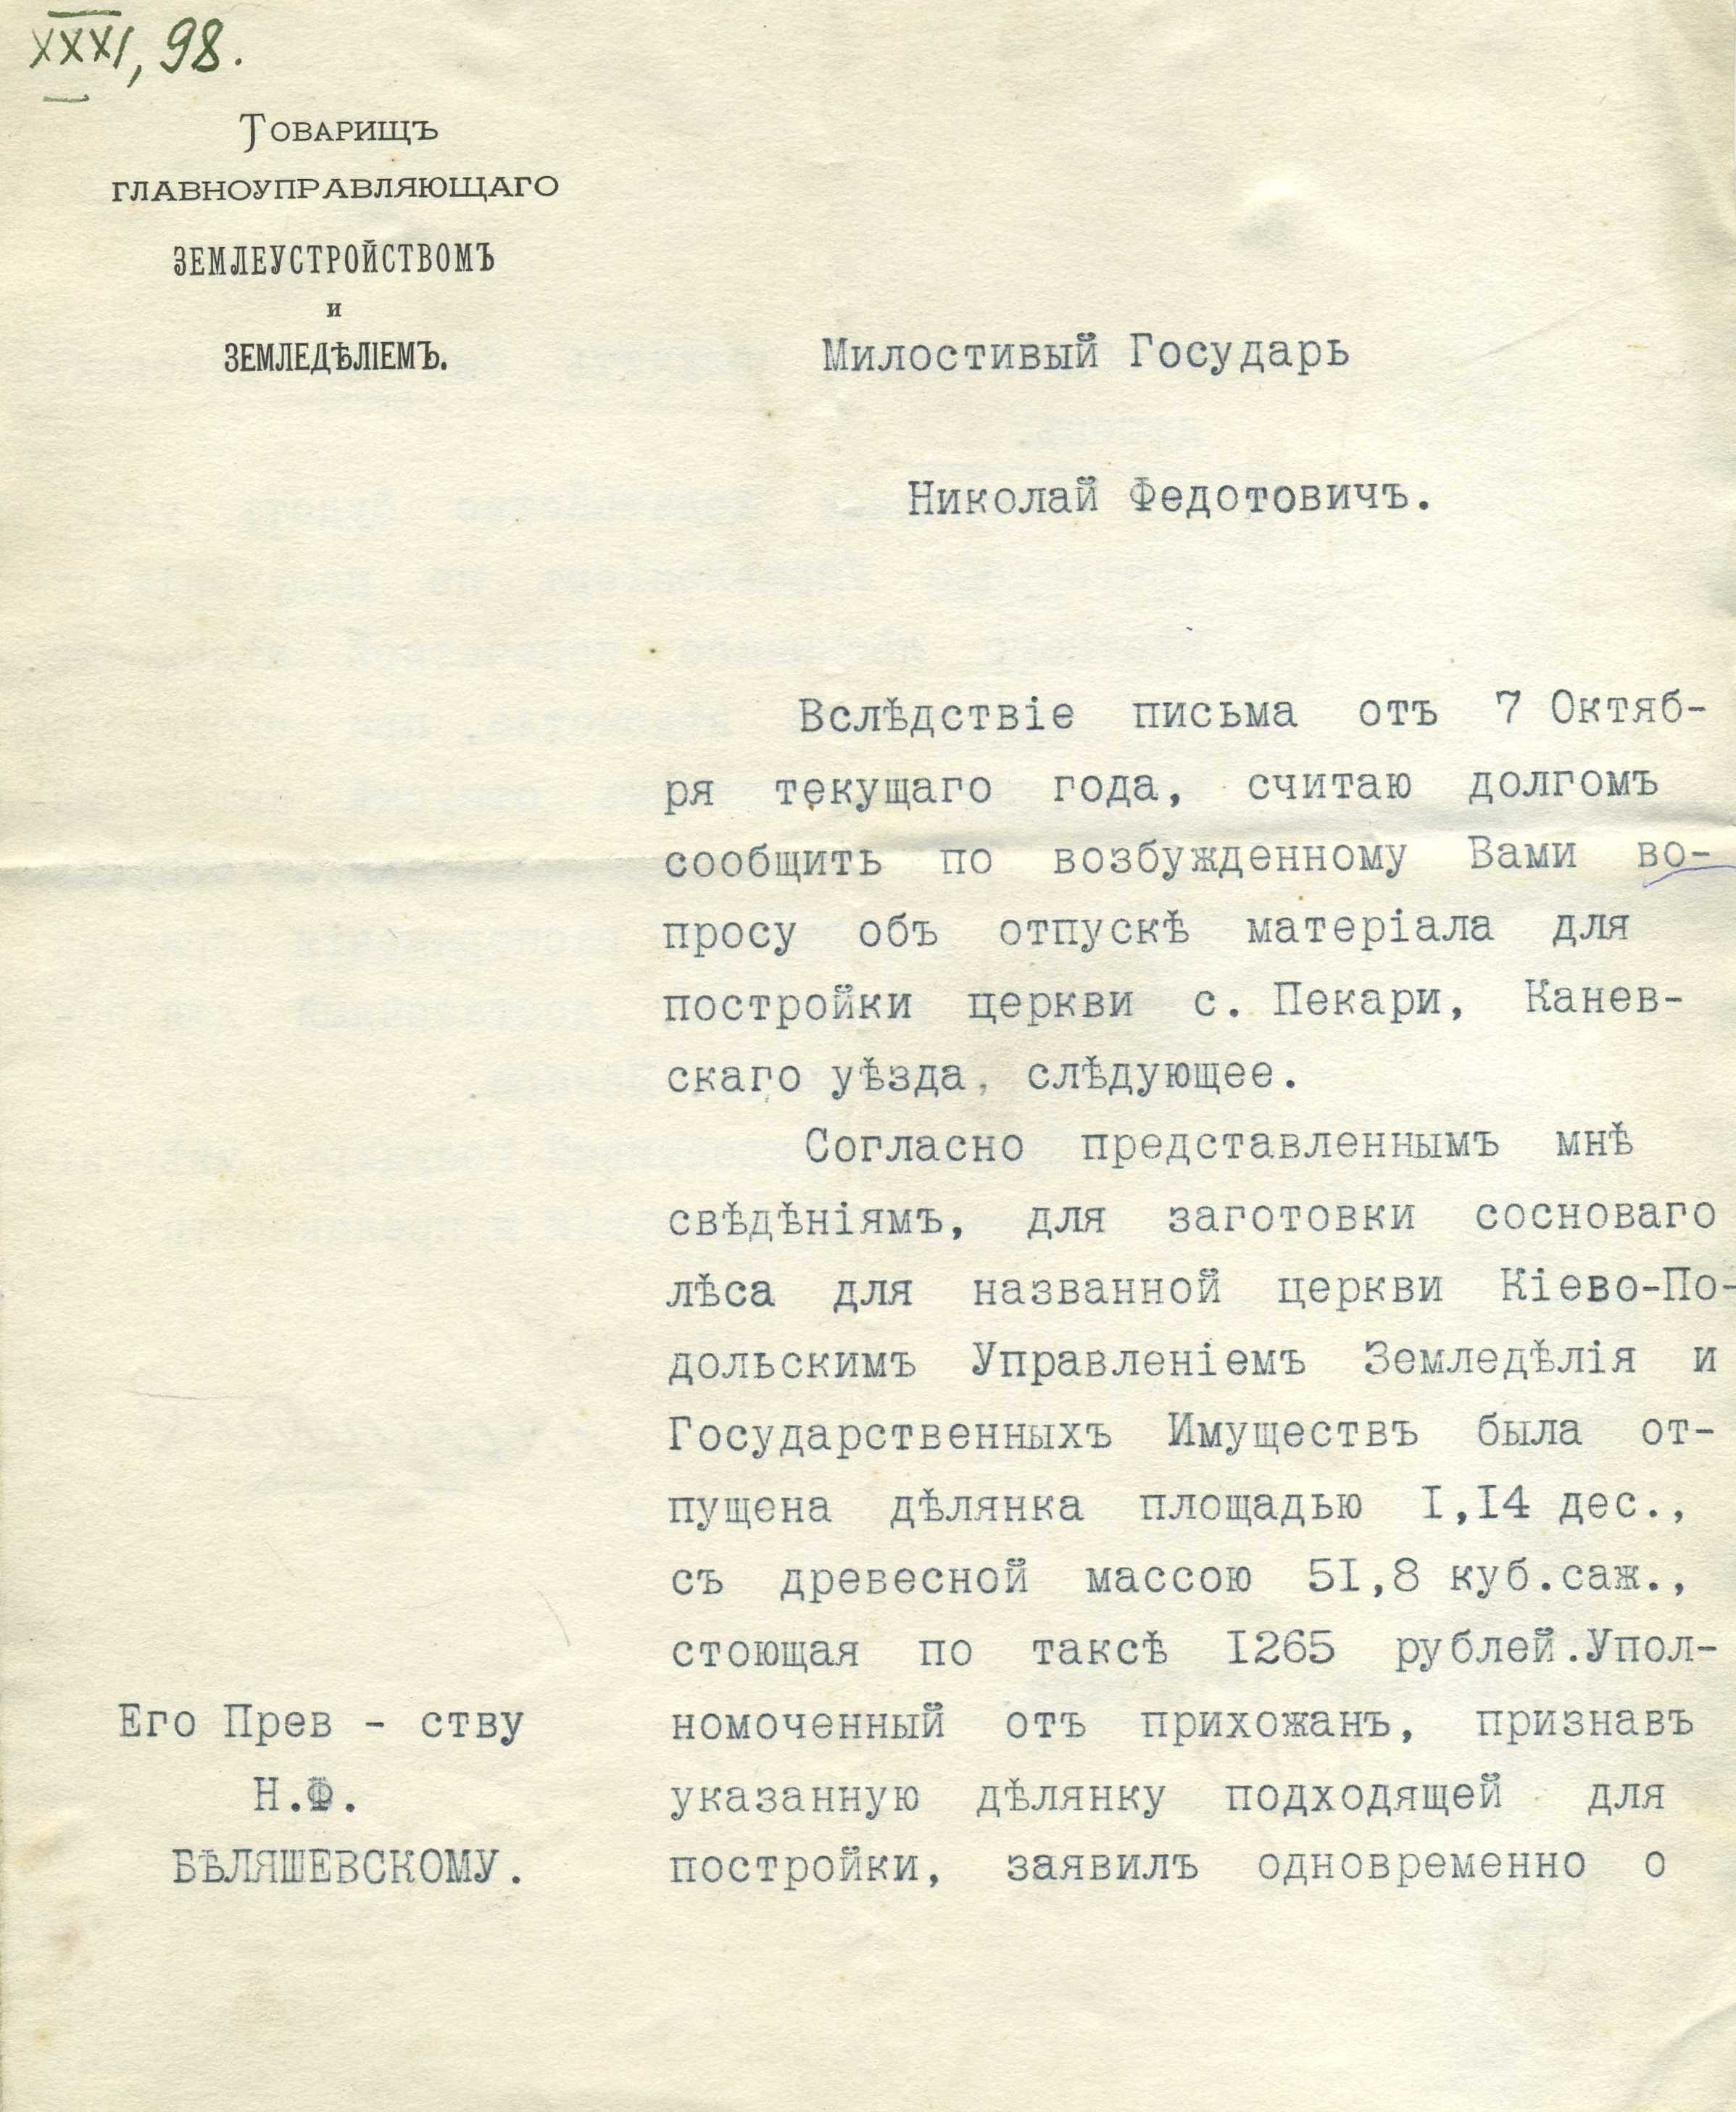 XXXI, 98.
Товарищъ
главноуправляющаго
ЗЕМЛЕУСТРОЙСТВОМЪ
и
ЗЕМЛЕДѢЛІЕМЪ.
Милостивый Государь
Николай Федотовичъ.
Вслѣдствіе письма отъ 7 Октяб-
ря текущаго года, считаю долгомъ
сообщить по возбужденному Вами во-
просу объ отпускѣ матеріала для
постройки церкви с. Пекари, Канев-
скаго уѣзда, слѣдующее.
Согласно представленнымъ мнѣ
свѣдѣніямъ, для заготовки сосноваго
лѣса для названной церкви Кіево-По-
дольскимъ Управленіемъ Земледѣлія и
Государственныхъ Имуществъ была от-
пущена дѣлянка площадью I,I4 дес.,
съ древесной массою 5I,8 куб.саж.,
стоющая по таксѣ I265 рублей.Упол-
номоченный отъ прихожанъ, признавъ
указанную дѣлянку подходящей для
постройки, заявилъ одновременно о
Его Прев - ству
Н.Ф.
БѢЛЯШЕВСКОМУ.